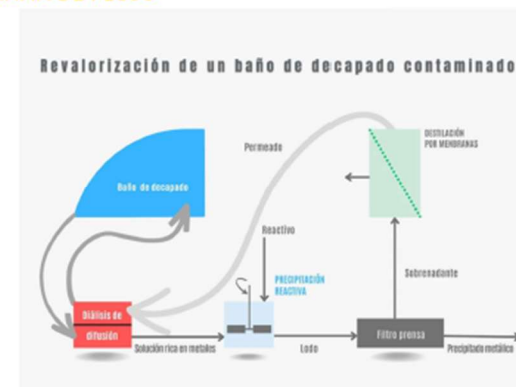 Revalorización de un baño de decapado contaminado
Permeado
DESTILACIÓN
POR MEMBRANAS
Baño de decapado
Reactivo
Sobrenadante
PRECIPITACIÓN
REACTIVA
Diálisis de
difusión
Solución rica en metales
Lodo
Filtro prensa
Precipitado metálico